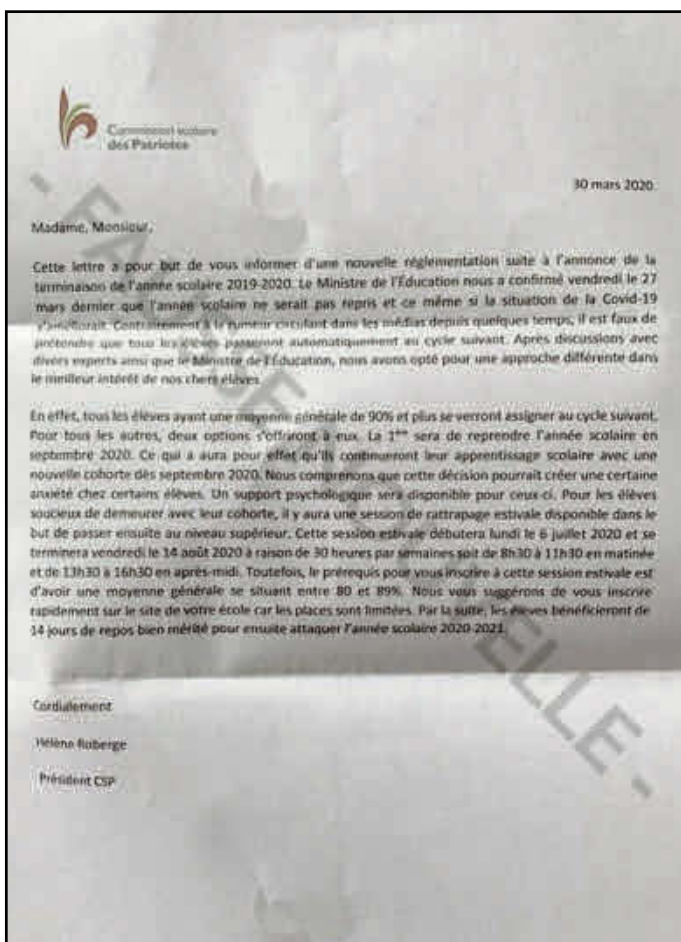 Commission scolaire
des Patriotes
30 mars 2020.
Madame, Monsieur,
Cette lettre a pour but de vous informer d'une nouvelle réglementation suite à l'annonce de la
terminaison de l'année scolaire 2019-2020. Le Ministre de l'Éducation nous a confirmé vendredi le 27
mars dernier que l'année scolaire ne serait pas repris et ce même si la situation de la Covid-19
s'améliorait. Contrairement à la rumeur circulant dans les médias depuis quelques temps, il est faux de
prétendre que tous les élèves passeront automatiquement au cycle suivant. Après discussions avec
divers experts ainsi que le Ministre de l'Éducation, nous avons opté pour une approche différente dans
le meilleur intérêt de nos chers élèves.
En effet, tous les élèves ayant une moyenne générale de 90% et plus se verront assigner au cycle suivant.
Pour tous les autres, deux options s'offriront à eux. La 1ère sera de reprendre l'année scolaire en
septembre 2020. Ce qui a aura pour effet qu'ils continueront leur apprentissage scolaire avec une
nouvelle cohorte dès septembre 2020. Nous comprenons que cette décision pourrait créer une certaine
anxiété chez certains élèves. Un support psychologique sera disponible pour ceux-ci. Pour les élèves
soucieux de demeurer avec leur cohorte, il y aura une session de rattrapage estivale disponible dans le
but de passer ensuite au niveau supérieur. Cette session estivale débutera lundi le 6 juillet 2020 et se
terminera vendredi le 14 août 2020 à raison de 30 heures par semaines soit de 8h30 à 11h30 en matinée
et de 13h30 à 16h30 en après-midi. Toutefois, le prérequis pour vous inscrire à cette session estivale est
d'avoir une moyenne générale se situant entre 80 et 89%. Nous vous suggérons de vous inscrire
rapidement sur le site de votre école car les places sont limitées. Par la suite, les élèves bénéficieront de
14 jours de repos bien mérité pour ensuite attaquer l'année scolaire 2020-2021.
Cordialement
Hélène Roberge
Président CSP
- FAUSSE NOUVELLE -